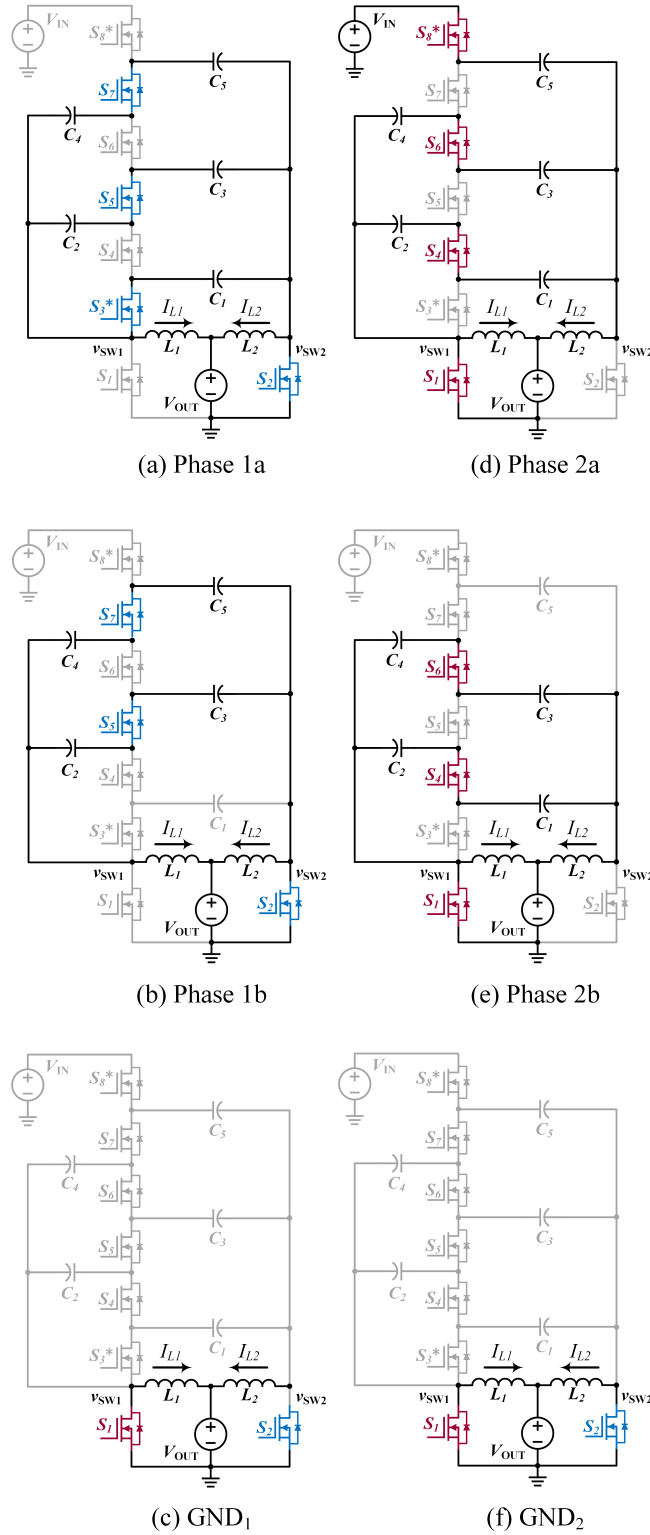 V_IN
S_8*
C_5
S_7
C_4
S_6
C_3
S_5
C_2
S_4
C_1
S_3*
I_L1 I_L2
v_SW1 L_1 L_2 v_SW2
S_1 V_OUT S_2
(a) Phase 1a
V_IN
S_8*
C_5
S_7
C_4
S_6
C_3
S_5
C_2
S_4
C_1
S_3*
I_L1 I_L2
v_SW1 L_1 L_2 v_SW2
S_1 V_OUT S_2
(d) Phase 2a
V_IN
S_8*
C_5
S_7
C_4
S_6
C_3
S_5
C_2
S_4
C_1
S_3*
I_L1 I_L2
v_SW1 L_1 L_2 v_SW2
S_1 V_OUT S_2
(b) Phase 1b
V_IN
S_8*
C_5
S_7
C_4
S_6
C_3
S_5
C_2
S_4
C_1
S_3*
I_L1 I_L2
v_SW1 L_1 L_2 v_SW2
S_1 V_OUT S_2
(e) Phase 2b
V_IN
S_8*
C_5
S_7
C_4
S_6
C_3
S_5
C_2
S_4
C_1
S_3*
I_L1 I_L2
v_SW1 L_1 L_2 v_SW2
S_1 V_OUT S_2
(c) GND_1
V_IN
S_8*
C_5
S_7
C_4
S_6
C_3
S_5
C_2
S_4
C_1
S_3*
I_L1 I_L2
v_SW1 L_1 L_2 v_SW2
S_1 V_OUT S_2
(f) GND_2